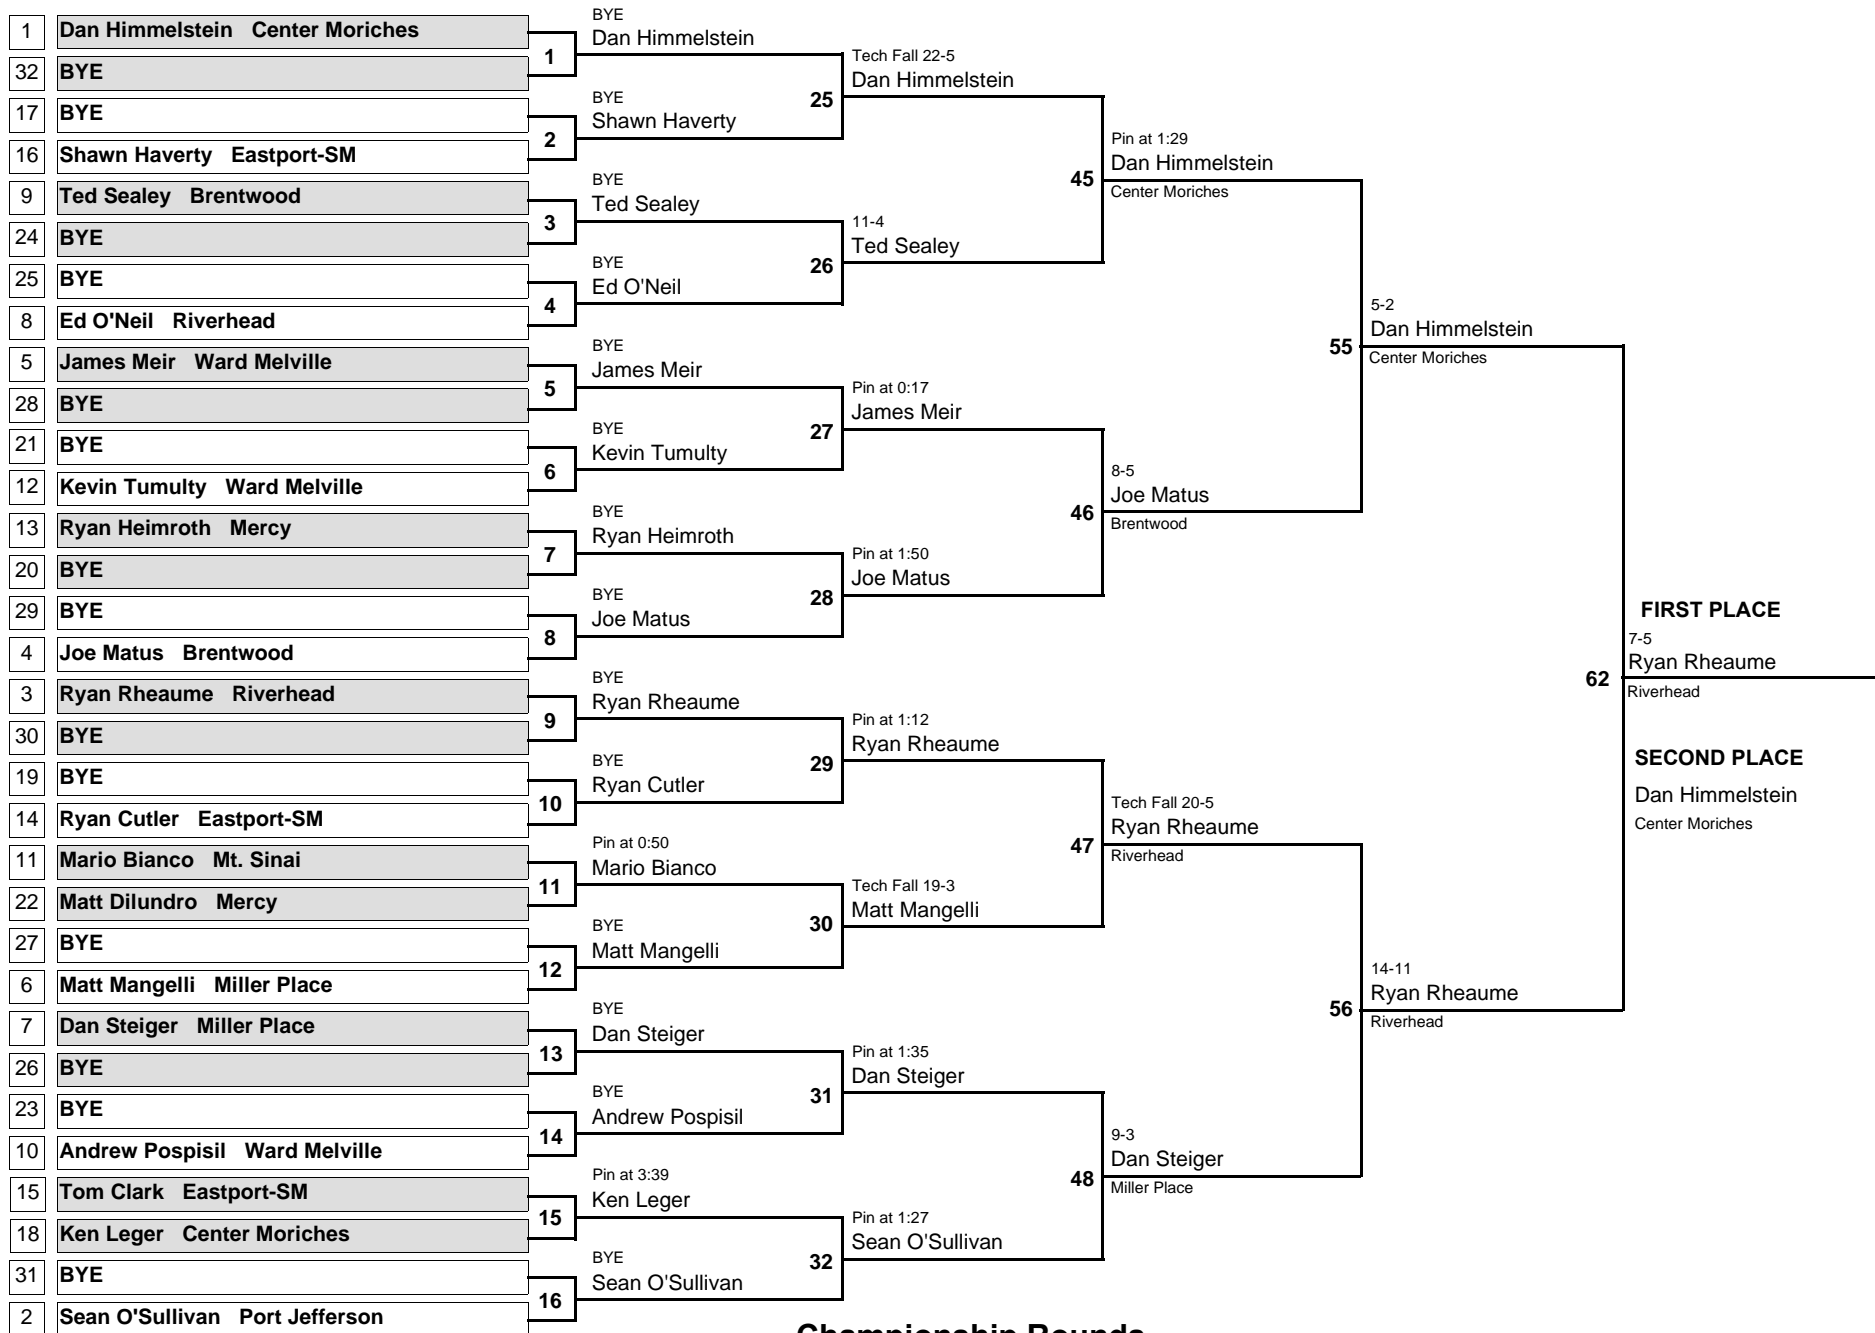 1 Dan Himmelstein Center Moriches
32 BYE
17 BYE
16 Shawn Haverty Eastport-SM
9 Ted Sealey Brentwood
24 BYE
25 BYE
8 Ed O'Neil Riverhead
5 James Meir Ward Melville
28 BYE
21 BYE
12 Kevin Tumulty Ward Melville
13 Ryan Heimroth Mercy
20 BYE
29 BYE
4 Joe Matus Brentwood
3 Ryan Rheaume Riverhead
30 BYE
19 BYE
14 Ryan Cutler Eastport-SM
11 Mario Bianco Mt. Sinai
22 Matt Dilundro Mercy
27 BYE
6 Matt Mangelli Miller Place
7 Dan Steiger Miller Place
26 BYE
23 BYE
10 Andrew Pospisil Ward Melville
15 Tom Clark Eastport-SM
18 Ken Leger Center Moriches
31 BYE
2 Sean O'Sullivan Port Jefferson
1
2
3
4
5
6
7
8
9
10
11
12
13
14
15
16
BYE
Dan Himmelstein
BYE
Shawn Haverty
BYE
Ted Sealey
BYE
Ed O'Neil
BYE
James Meir
BYE
Kevin Tumulty
BYE
Ryan Heimroth
BYE
Joe Matus
BYE
Ryan Rheaume
BYE
Ryan Cutler
Pin at 0:50
Mario Bianco
BYE
Matt Mangelli
BYE
Dan Steiger
BYE
Andrew Pospisil
Pin at 3:39
Ken Leger
BYE
Sean O'Sullivan
25
26
27
28
29
30
31
32
Tech Fall 22-5
Dan Himmelstein
11-4
Ted Sealey
Pin at 0:17
James Meir
Pin at 1:50
Joe Matus
Pin at 1:12
Ryan Rheaume
Tech Fall 19-3
Matt Mangelli
Pin at 1:35
Dan Steiger
Pin at 1:27
Sean O'Sullivan
45
46
47
48
Pin at 1:29
Dan Himmelstein
Center Moriches
8-5
Joe Matus
Brentwood
Tech Fall 20-5
Ryan Rheaume
Riverhead
9-3
Dan Steiger
Miller Place
55
56
5-2
Dan Himmelstein
Center Moriches
14-11
Ryan Rheaume
Riverhead
62
FIRST PLACE
7-5
Ryan Rheaume
Riverhead
SECOND PLACE
Dan Himmelstein
Center Moriches
Championship Rounds